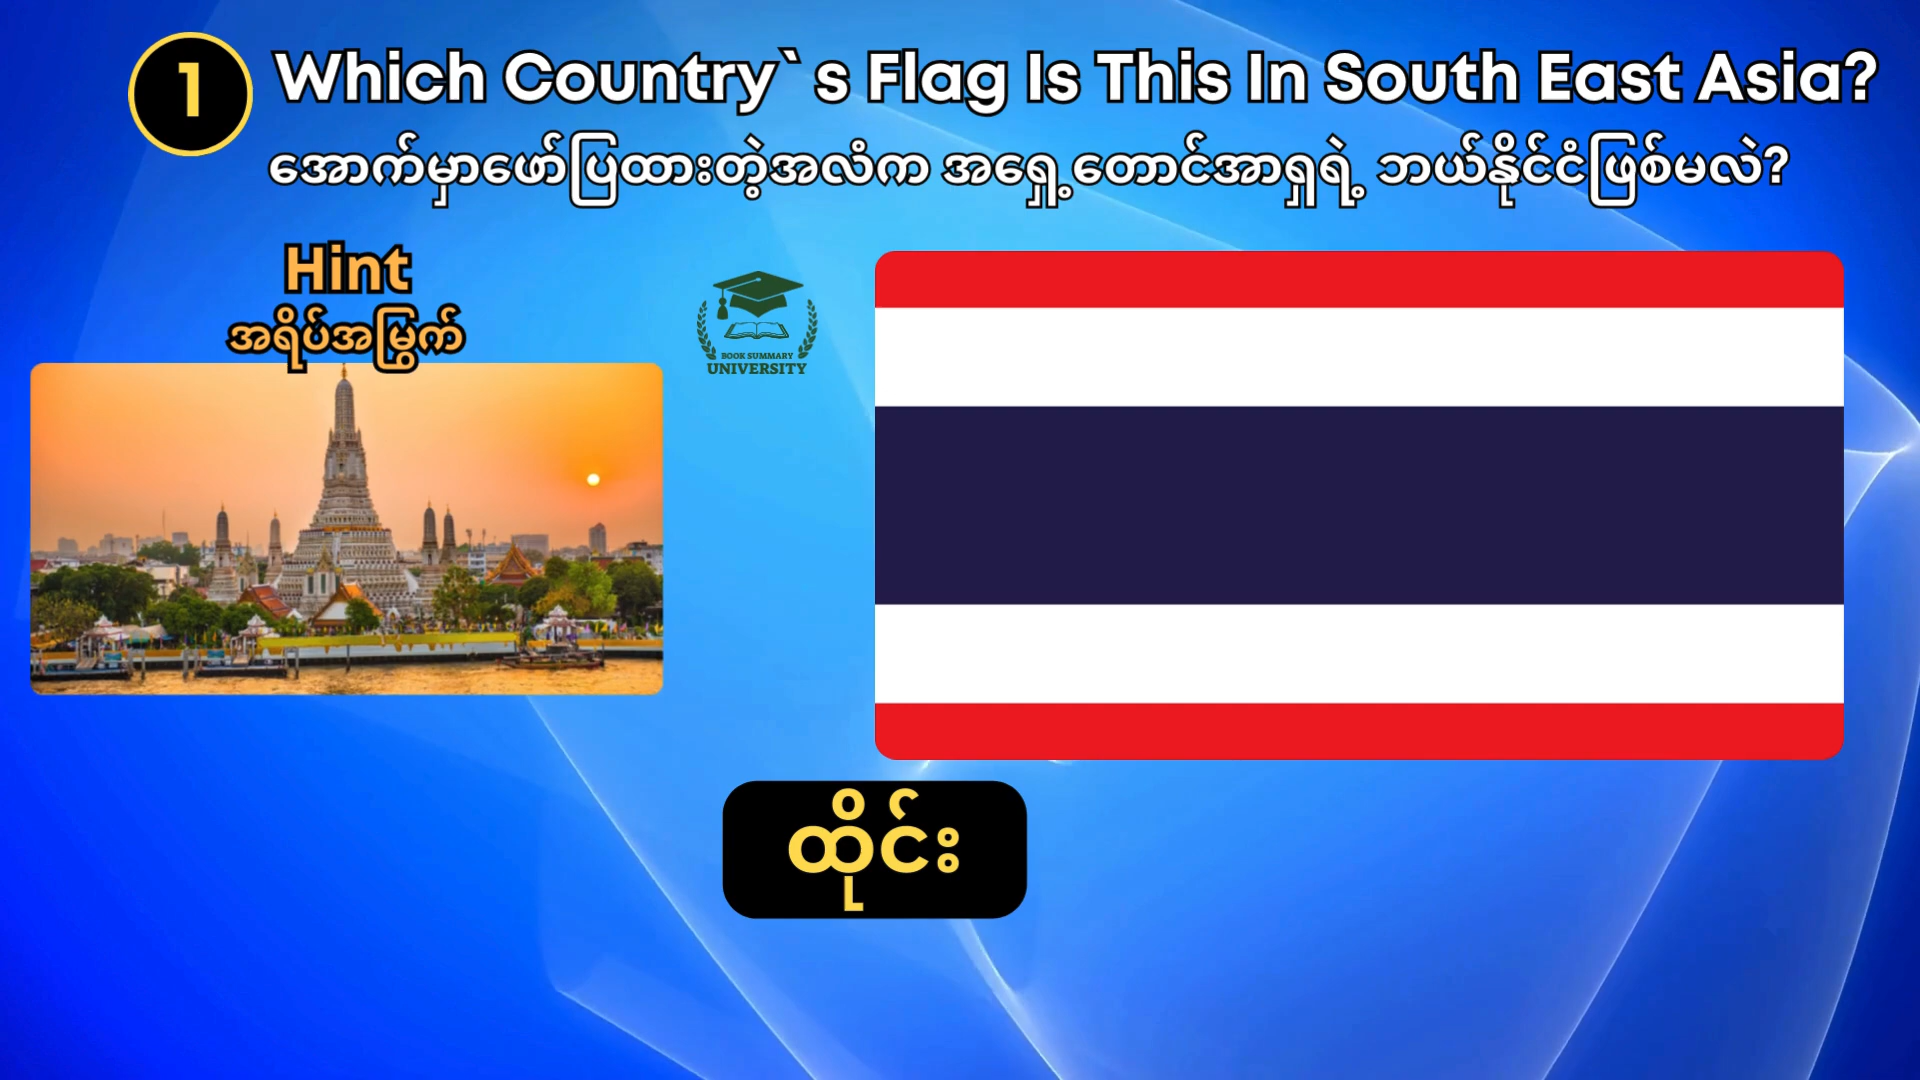 1
Which Country`s Flag Is This In South East Asia?
အောက်မှာဖော်ပြထားတဲ့အလံက အရှေ့တောင်အာရှရဲ့ ဘယ်နိုင်ငံဖြစ်မလဲ?
Hint
အရိပ်အမြွက်
BOOK SUMMARY
UNIVERSITY
ထိုင်း